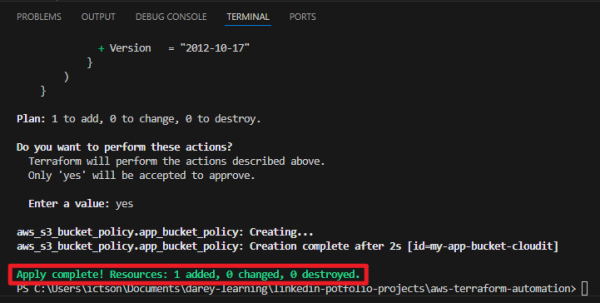 PROBLEMS OUTPUT DEBUG CONSOLE TERMINAL PORTS
+ Version = "2012-10-17"
}
)
}
Plan: 1 to add, 0 to change, 0 to destroy.
Do you want to perform these actions?
Terraform will perform the actions described above.
Only 'yes' will be accepted to approve.
Enter a value: yes
aws_s3_bucket_policy.app_bucket_policy: Creating...
aws_s3_bucket_policy.app_bucket_policy: Creation complete after 2s [id=my-app-bucket-cloudit]
Apply complete! Resources: 1 added, 0 changed, 0 destroyed.
PS C:\Users\ictson\Documents\darey-learning\linkedin-potfolio-projects\aws-terraform-automation>